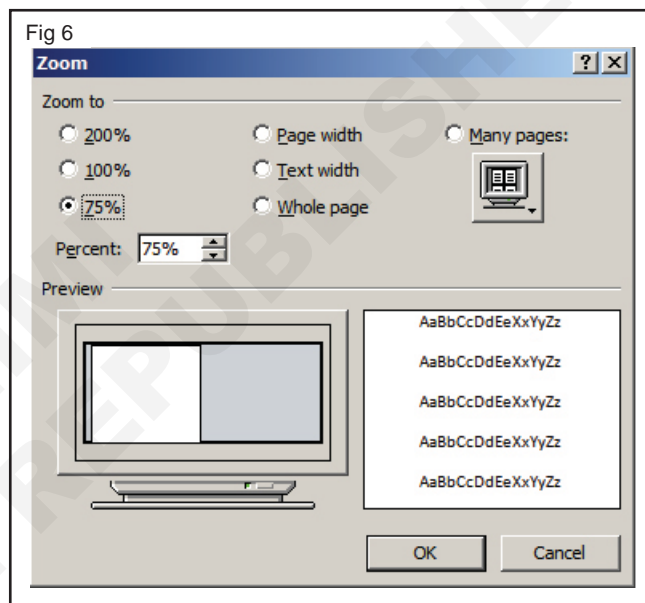 Fig 6
Zoom
Zoom to
200% Page width Many pages:
100% Text width
75% Whole page
Percent: 75%
Preview
AaBbCcDdEeXxYyZz
AaBbCcDdEeXxYyZz
AaBbCcDdEeXxYyZz
AaBbCcDdEeXxYyZz
AaBbCcDdEeXxYyZz
OK Cancel